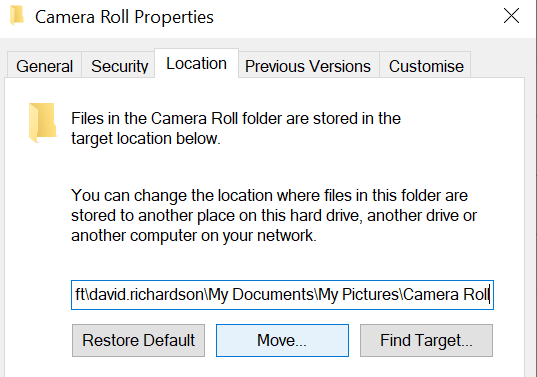 Camera Roll Properties
General Security Location Previous Versions Customise
Files in the Camera Roll folder are stored in the
target location below.
You can change the location where files in this folder are
stored to another place on this hard drive, another drive or
another computer on your network.
ft\david.richardson\My Documents\My Pictures\Camera Roll
Restore Default Move... Find Target...